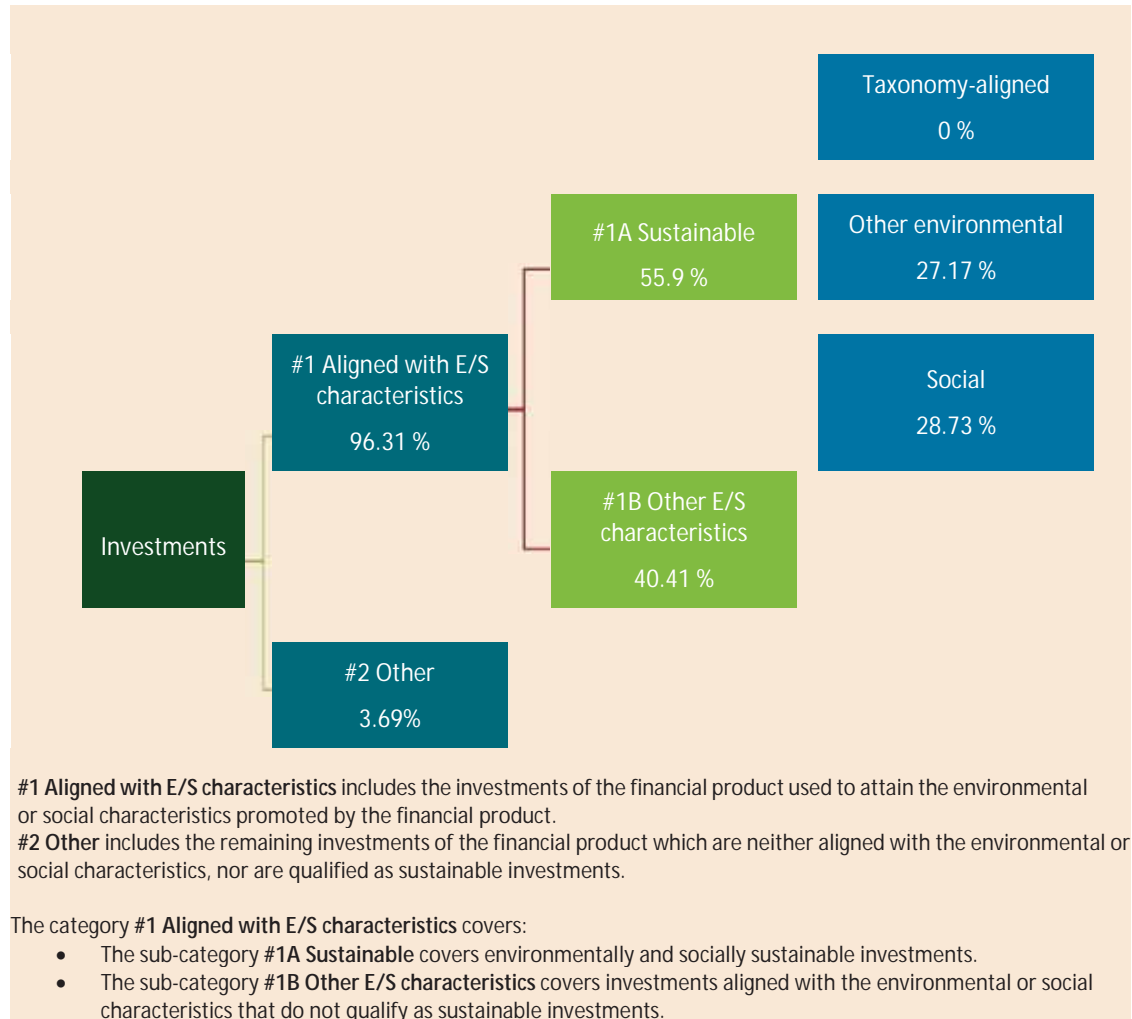 Taxonomy-aligned
0 %
#1A Sustainable
55.9 %
Other environmental
27.17 %
#1 Aligned with E/S
characteristics
96.31 %
Social
28.73 %
Investments
#1B Other E/S
characteristics
40.41 %
#2 Other
3.69%
#1 Aligned with E/S characteristics includes the investments of the financial product used to attain the environmental
or social characteristics promoted by the financial product.
#2 Other includes the remaining investments of the financial product which are neither aligned with the environmental or
social characteristics, nor are qualified as sustainable investments.
The category #1 Aligned with E/S characteristics covers:
• The sub-category #1A Sustainable covers environmentally and socially sustainable investments.
• The sub-category #1B Other E/S characteristics covers investments aligned with the environmental or social
characteristics that do not qualify as sustainable investments.